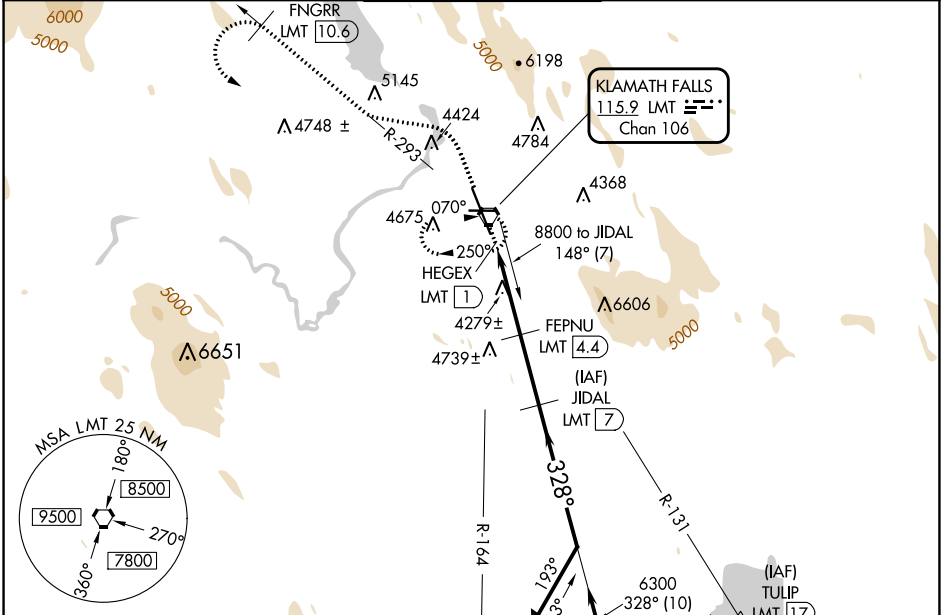 6000
5000
FNGRR
LMT 10.6
5000
6198
5145
KLAMATH FALLS
115.9 LMT
Chan 106
4748 ±
4424
4784
R-293
4368
4675
070°
8800 to JIDAL
148° (7)
250°
HEGEX
LMT 1
5000
6606
4279±
FEPNU
LMT 4.4
5000
6651
4739±
(IAF)
JIDAL
LMT 7
MSA LMT 25 NM
180°
8500
9500
270°
7800
360°
328°
R-131
R-164
193°
3°
6300
328° (10)
(IAF)
TULIP
LMT 17